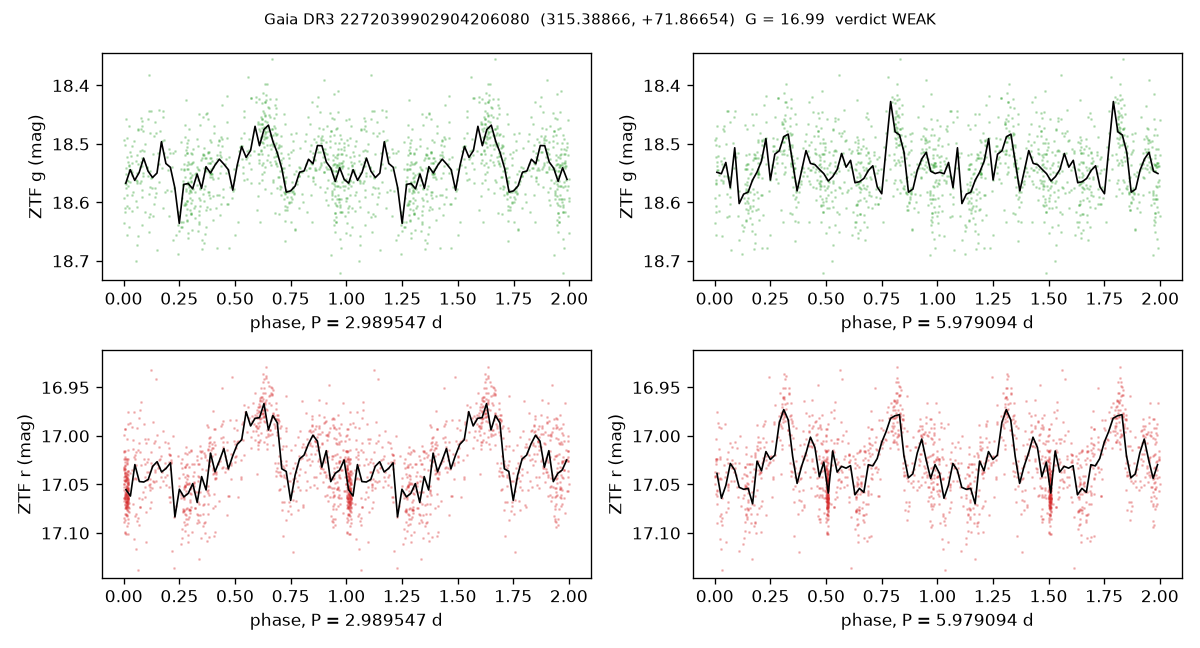 Gaia DR3 2272039902904206080 (315.38866, +71.86654) G = 16.99 verdict WEAK
ZTF g (mag)
18.4
18.5
18.6
18.7
0.00 0.25 0.50 0.75 1.00 1.25 1.50 1.75 2.00
phase, P = 2.989547 d
ZTF g (mag)
18.4
18.5
18.6
18.7
0.00 0.25 0.50 0.75 1.00 1.25 1.50 1.75 2.00
phase, P = 5.979094 d
ZTF r (mag)
16.95
17.00
17.05
17.10
0.00 0.25 0.50 0.75 1.00 1.25 1.50 1.75 2.00
phase, P = 2.989547 d
ZTF r (mag)
16.95
17.00
17.05
17.10
0.00 0.25 0.50 0.75 1.00 1.25 1.50 1.75 2.00
phase, P = 5.979094 d